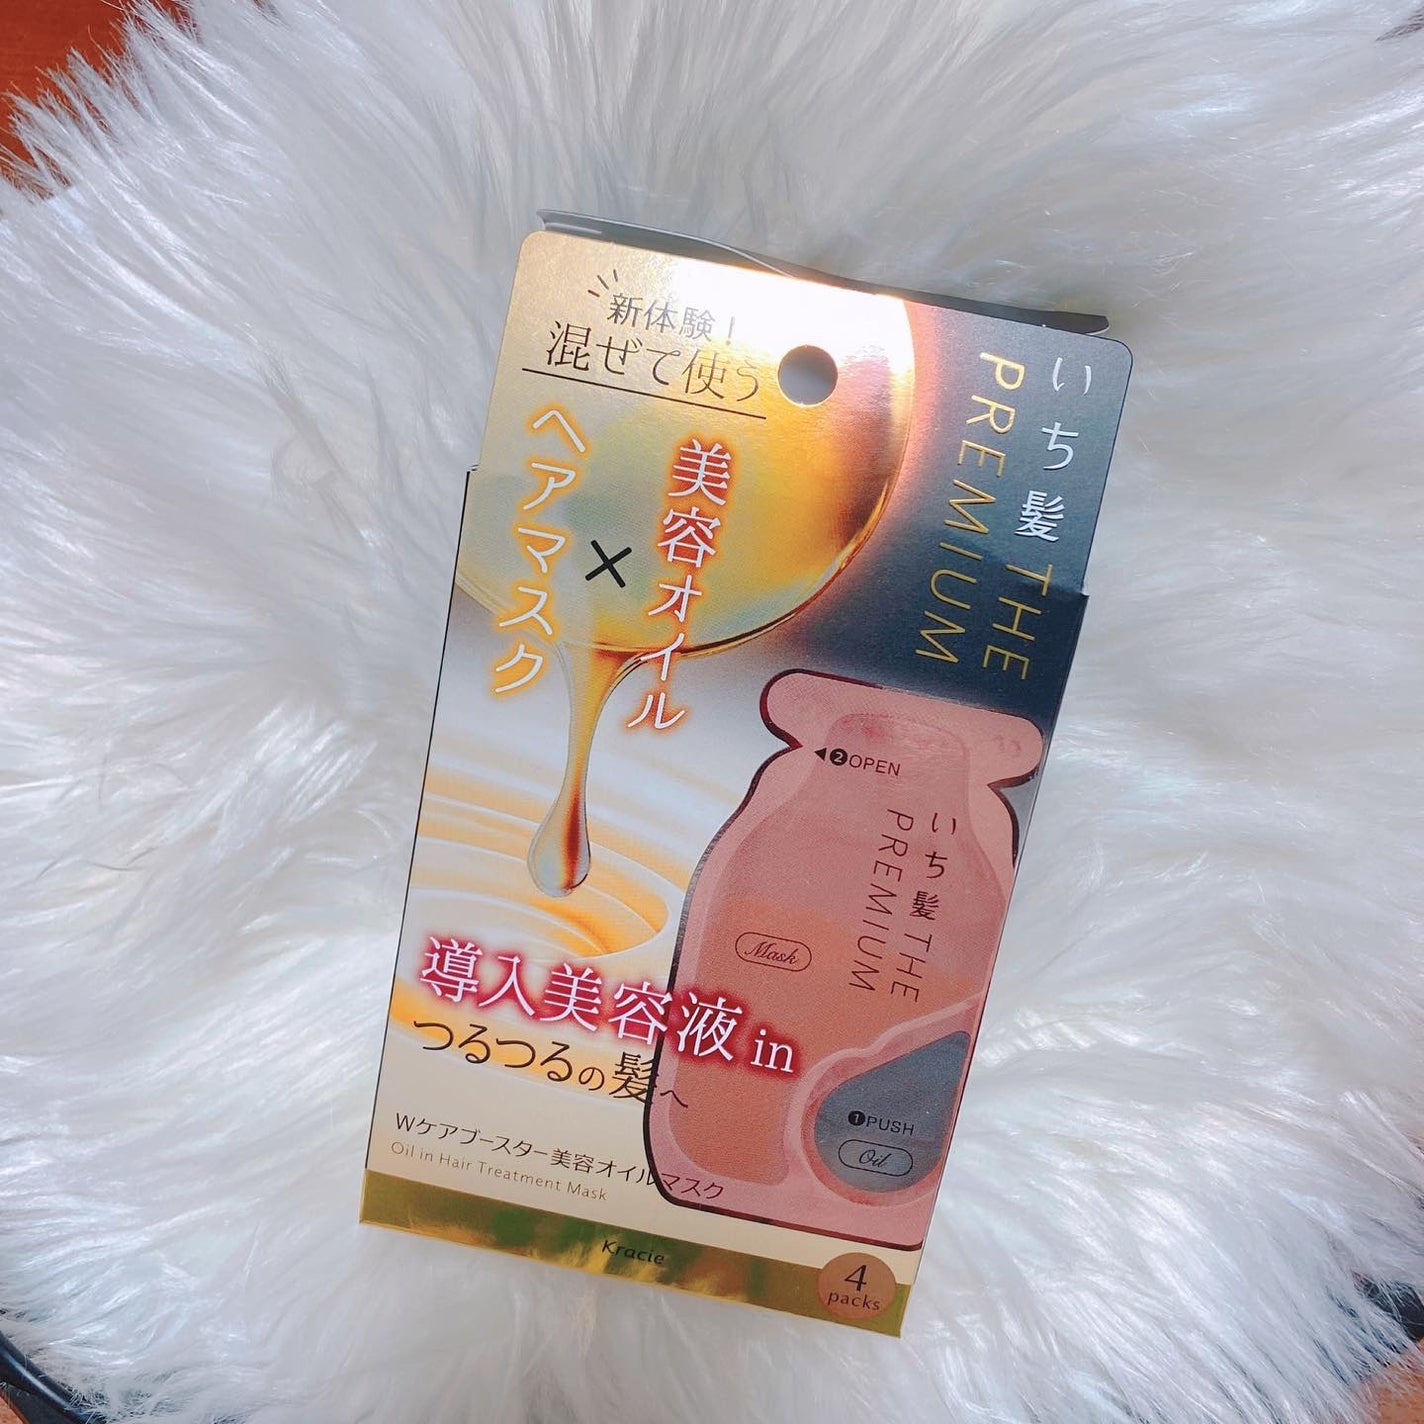 新体験!
混ぜて使う
美容オイル
×
ヘアマスク
いち髪 THE
PREMIUM
◀❷OPEN
いち髪 THE
PREMIUM
Mask
導入美容液 in
つるつるの髪へ
❶PUSH
Oil
Wケアブースター美容オイルマスク
Oil in Hair Treatment Mask
Kracie
4
packs